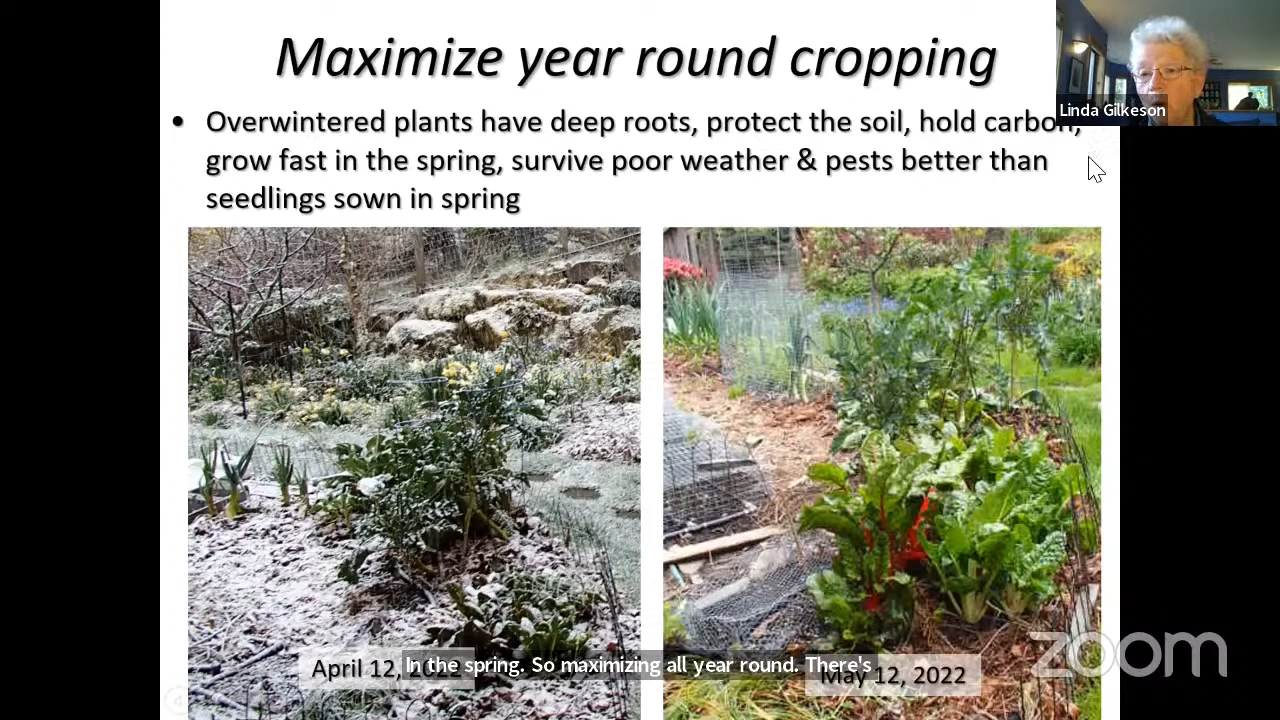 Maximize year round cropping
Linda Gilkeson
• Overwintered plants have deep roots, protect the soil, hold carbon,
grow fast in the spring, survive poor weather & pests better than
seedlings sown in spring
April 12, 2022
In the spring. So maximizing all year round. There's
May 12, 2022
zoom